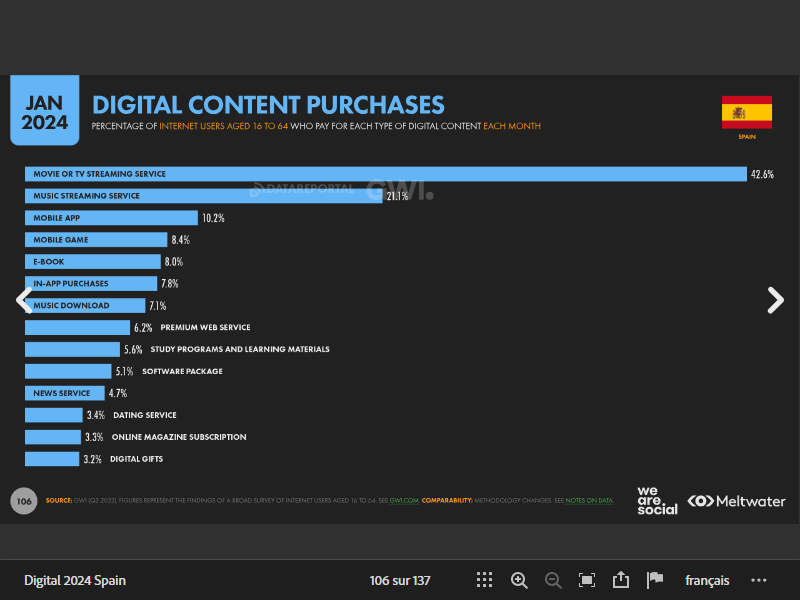 JAN
2024
DIGITAL CONTENT PURCHASES
PERCENTAGE OF INTERNET USERS AGED 16 TO 64 WHO PAY FOR EACH TYPE OF DIGITAL CONTENT EACH MONTH
SPAIN
MOVIE OR TV STREAMING SERVICE 42.6%
DATAREPORTAL GWI.
MUSIC STREAMING SERVICE 21.1%
MOBILE APP 10.2%
MOBILE GAME 8.4%
E-BOOK 8.0%
IN-APP PURCHASES 7.8%
MUSIC DOWNLOAD 7.1%
6.2% PREMIUM WEB SERVICE
5.6% STUDY PROGRAMS AND LEARNING MATERIALS
5.1% SOFTWARE PACKAGE
NEWS SERVICE 4.7%
3.4% DATING SERVICE
3.3% ONLINE MAGAZINE SUBSCRIPTION
3.2% DIGITAL GIFTS
106 SOURCE: GWI (Q3 2023). FIGURES REPRESENT THE FINDINGS OF A BROAD SURVEY OF INTERNET USERS AGED 16 TO 64. SEE GWI.COM. COMPARABILITY: METHODOLOGY CHANGES. SEE NOTES ON DATA.
we
are
social
Meltwater
Digital 2024 Spain 106 sur 137 français